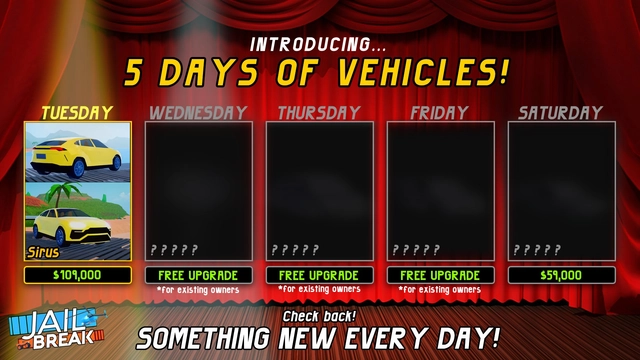 INTRODUCING...
5 DAYS OF VEHICLES!
TUESDAY
WEDNESDAY
THURSDAY
FRIDAY
SATURDAY
Sirus
?????
?????
?????
?????
$109,000
FREE UPGRADE
FREE UPGRADE
FREE UPGRADE
$59,000
*for existing owners
*for existing owners
*for existing owners
Check back!
SOMETHING NEW EVERY DAY!
JAIL
BREAK